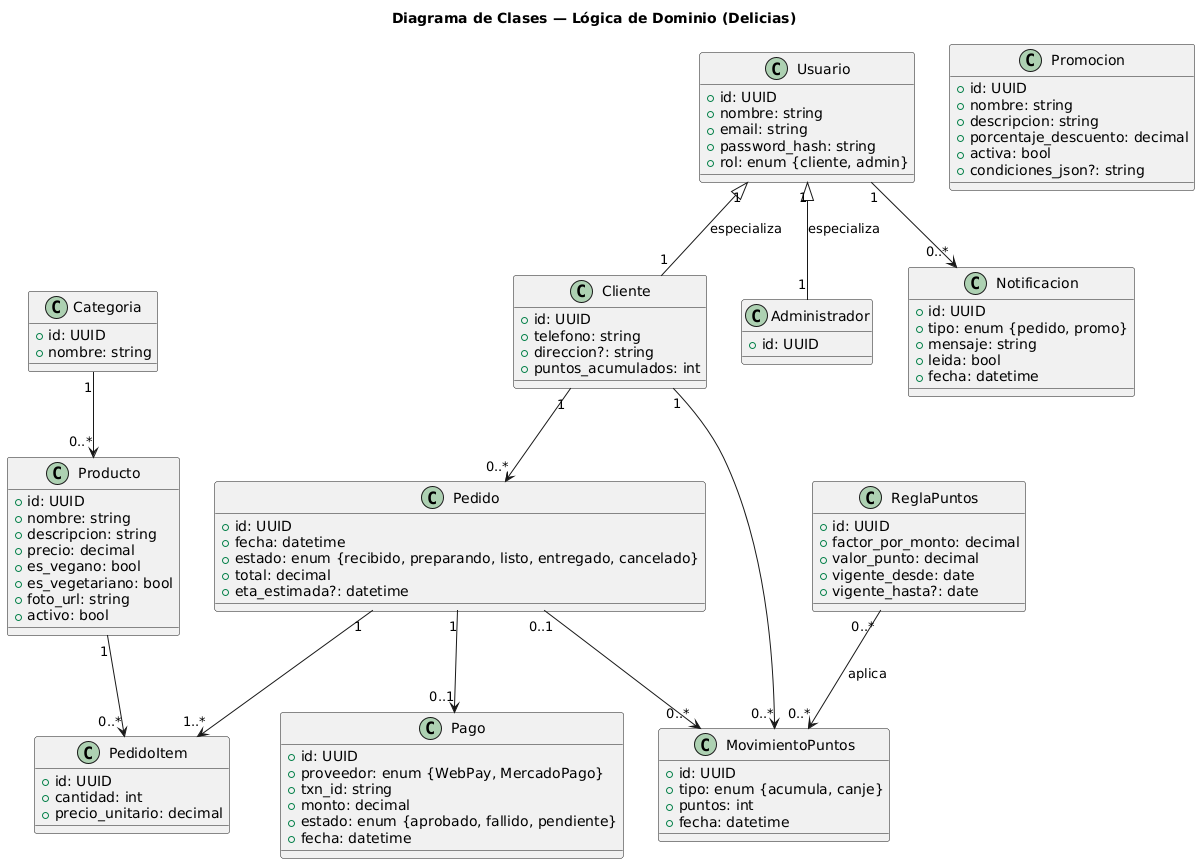 Diagrama de Clases — Lógica de Dominio (Delicias)
C Usuario
id: UUID
nombre: string
email: string
password_hash: string
rol: enum {cliente, admin}
C Promocion
id: UUID
nombre: string
descripcion: string
porcentaje_descuento: decimal
activa: bool
condiciones_json?: string
1
1
1
especializa
especializa
1
1
0..*
C Categoria
id: UUID
nombre: string
C Cliente
id: UUID
telefono: string
direccion?: string
puntos_acumulados: int
C Administrador
id: UUID
C Notificacion
id: UUID
tipo: enum {pedido, promo}
mensaje: string
leida: bool
fecha: datetime
1
0..*
1
0..*
1
C Producto
id: UUID
nombre: string
descripcion: string
precio: decimal
es_vegano: bool
es_vegetariano: bool
foto_url: string
activo: bool
C Pedido
id: UUID
fecha: datetime
estado: enum {recibido, preparando, listo, entregado, cancelado}
total: decimal
eta_estimada?: datetime
C ReglaPuntos
id: UUID
factor_por_monto: decimal
valor_punto: decimal
vigente_desde: date
vigente_hasta?: date
1
0..*
1
1..*
1
0..1
0..1
0..*
0..*
0..*
aplica
0..*
C PedidoItem
id: UUID
cantidad: int
precio_unitario: decimal
C Pago
id: UUID
proveedor: enum {WebPay, MercadoPago}
txn_id: string
monto: decimal
estado: enum {aprobado, fallido, pendiente}
fecha: datetime
C MovimientoPuntos
id: UUID
tipo: enum {acumula, canje}
puntos: int
fecha: datetime